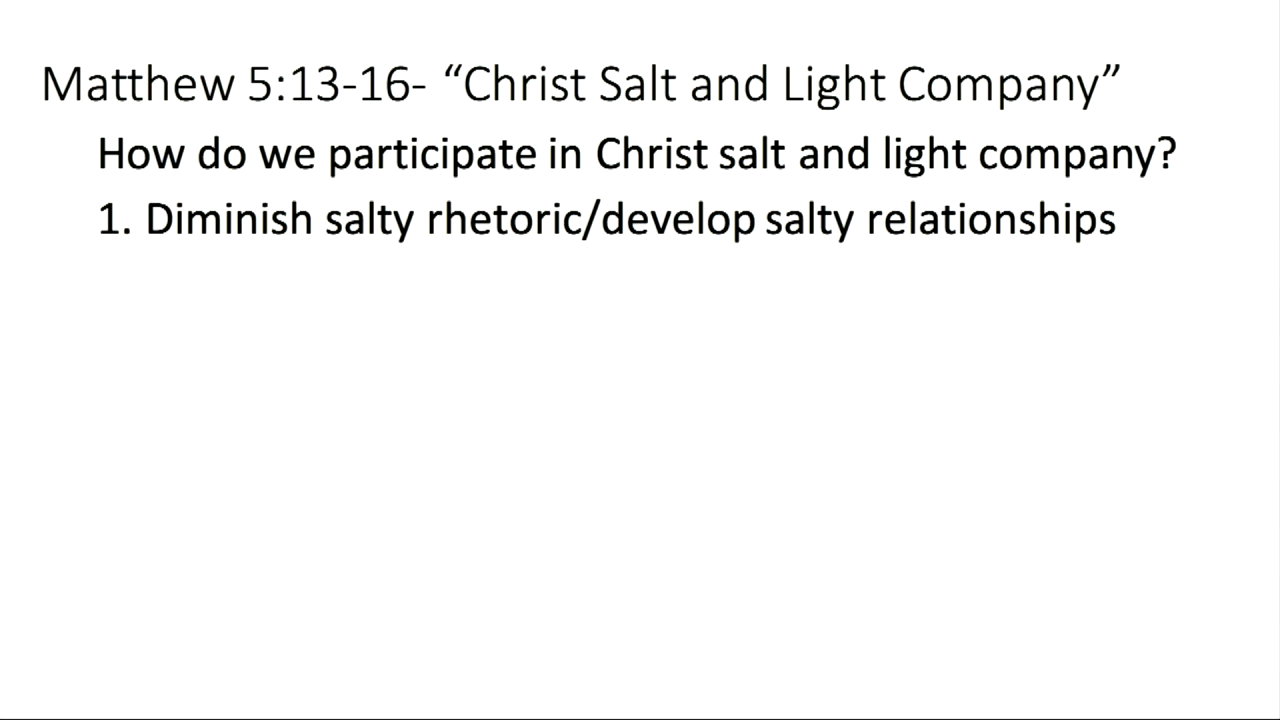 Matthew 5:13-16- “Christ Salt and Light Company”
How do we participate in Christ salt and light company?
1. Diminish salty rhetoric/develop salty relationships